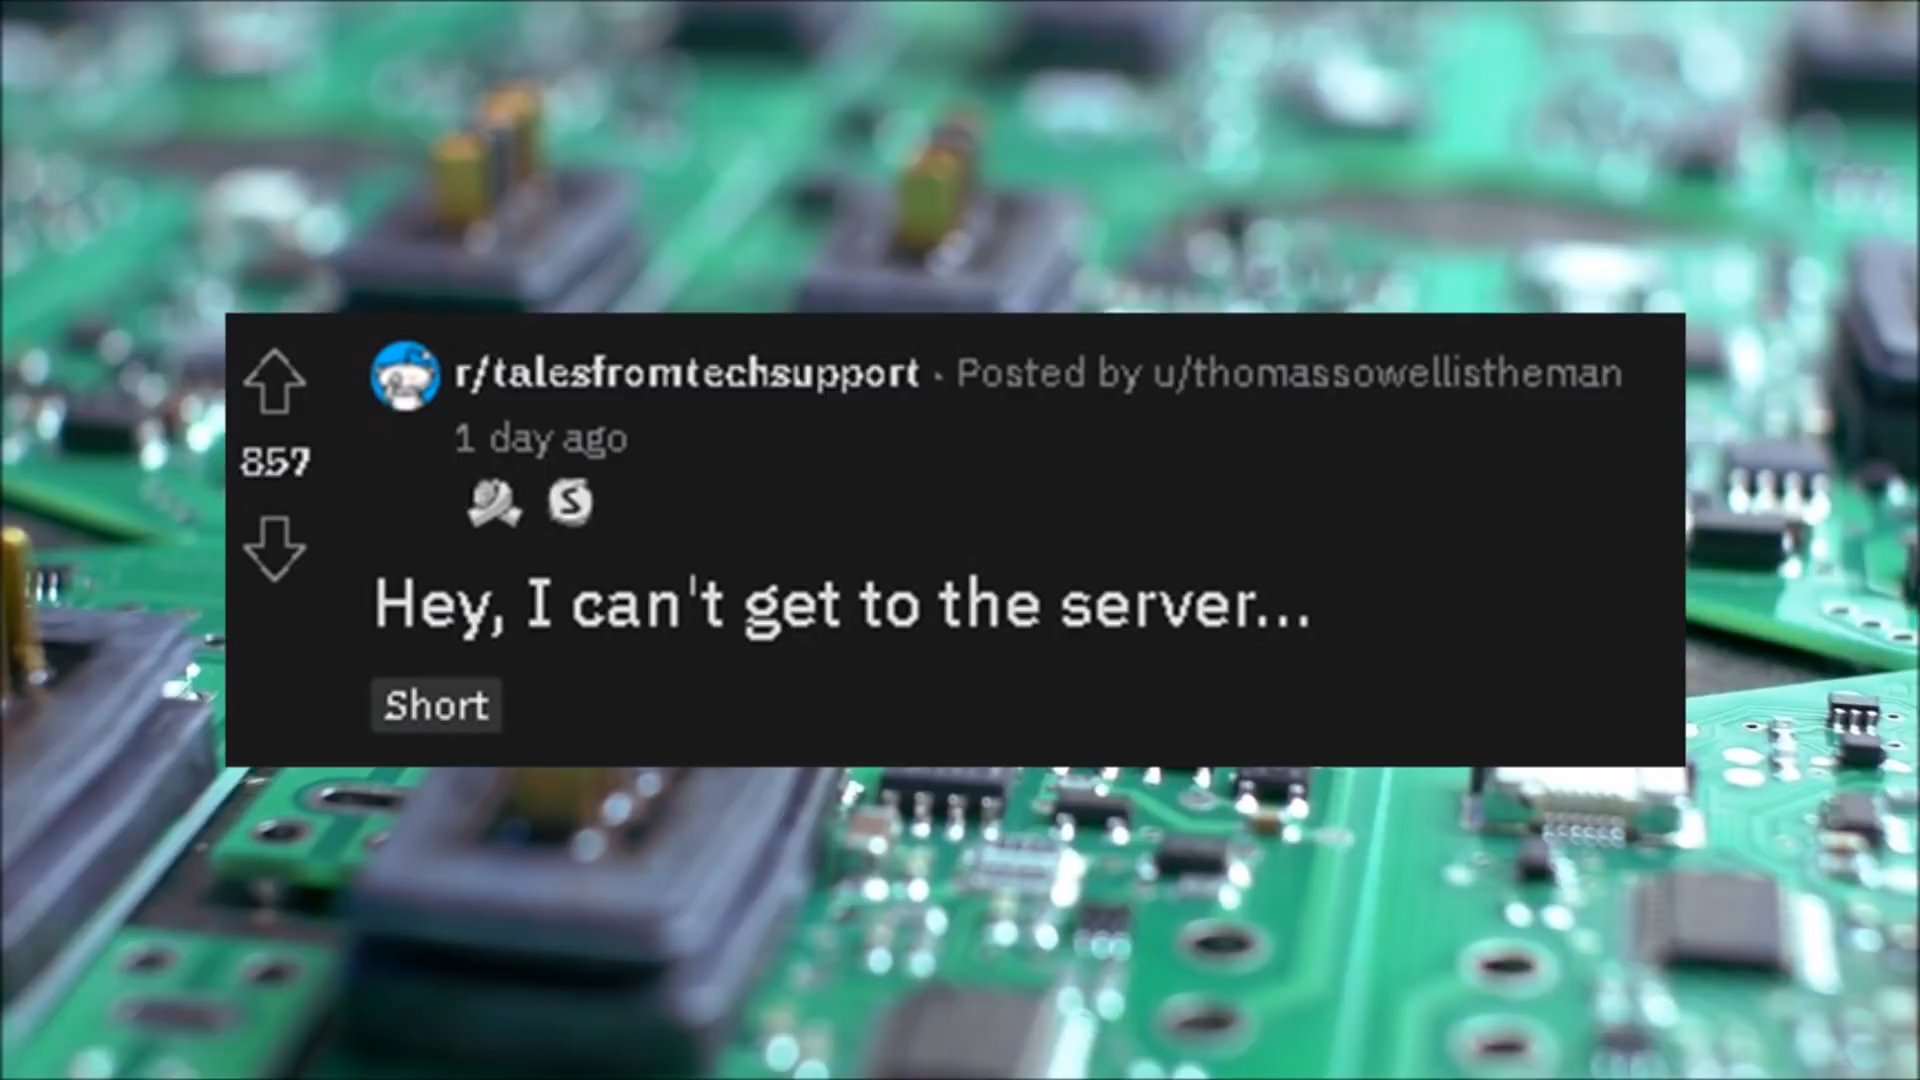 r/talesfromtechsupport · Posted by u/thomassowellistheman
1 day ago
857
S
Hey, I can't get to the server...
Short